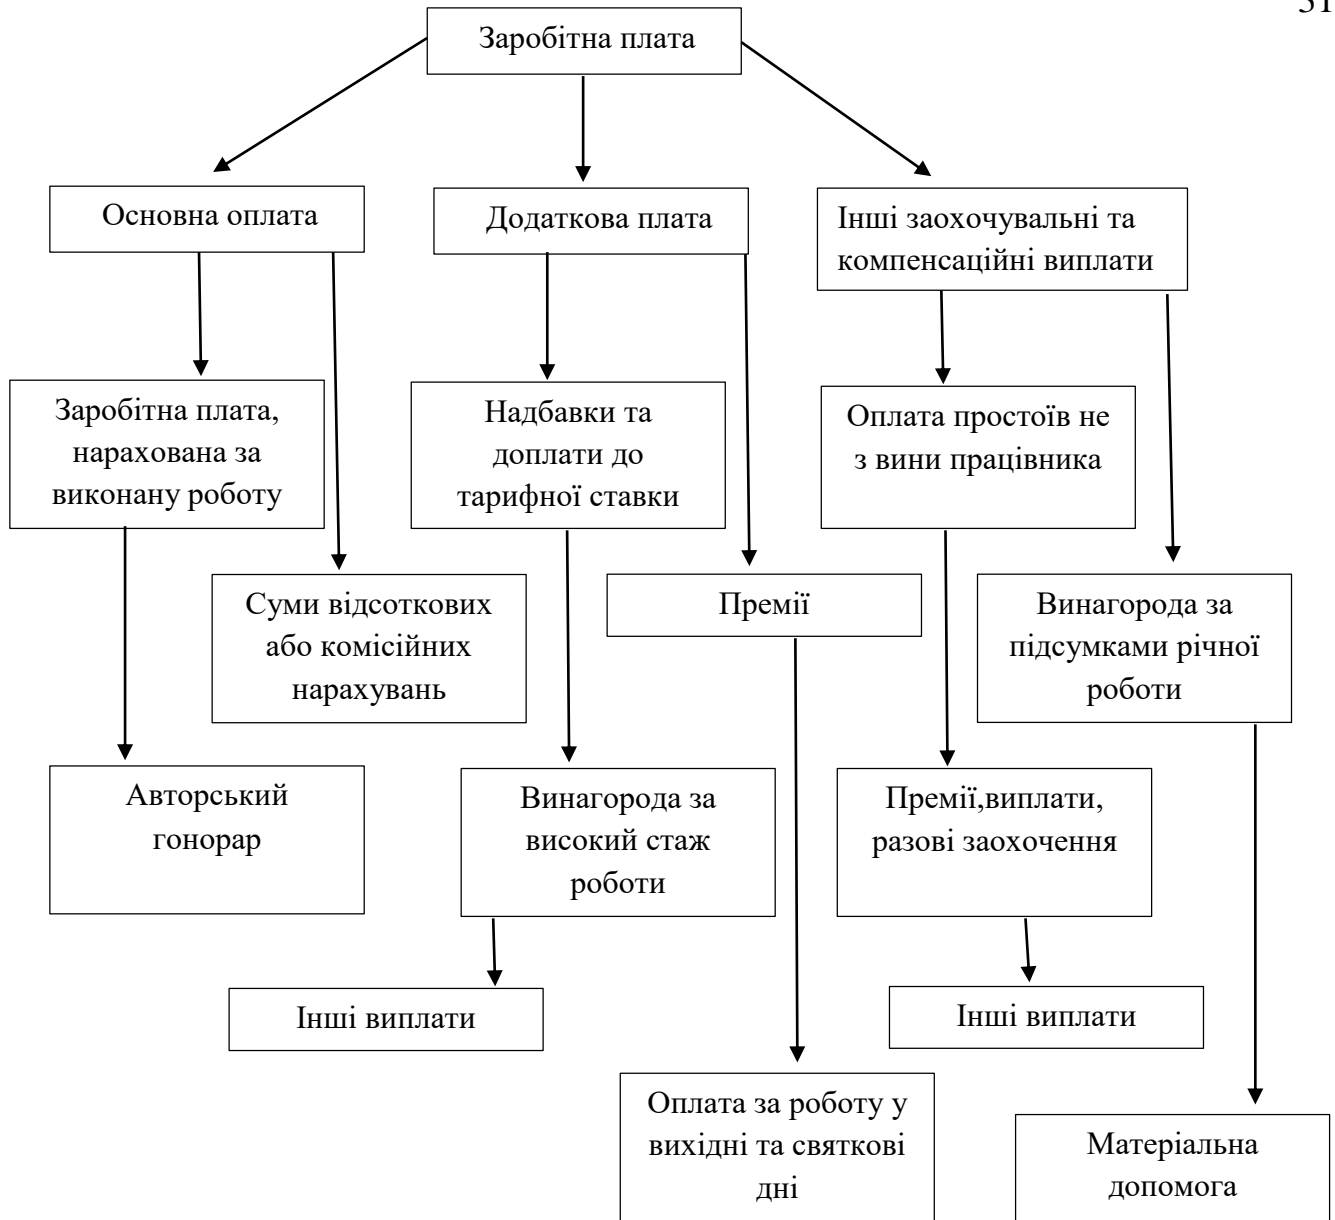 31
Заробітна плата
Основна оплата
Додаткова плата
Інші заохочувальні та
компенсаційні виплати
Заробітна плата,
нарахована за
виконану роботу
Надбавки та
доплати до
тарифної ставки
Оплата простоїв не
з вини працівника
Суми відсоткових
або комісійних
нарахувань
Премії
Винагорода за
підсумками річної
роботи
Авторський
гонорар
Винагорода за
високий стаж
роботи
Премії,виплати,
разові заохочення
Інші виплати
Інші виплати
Оплата за роботу у
вихідні та святкові
дні
Матеріальна
допомога